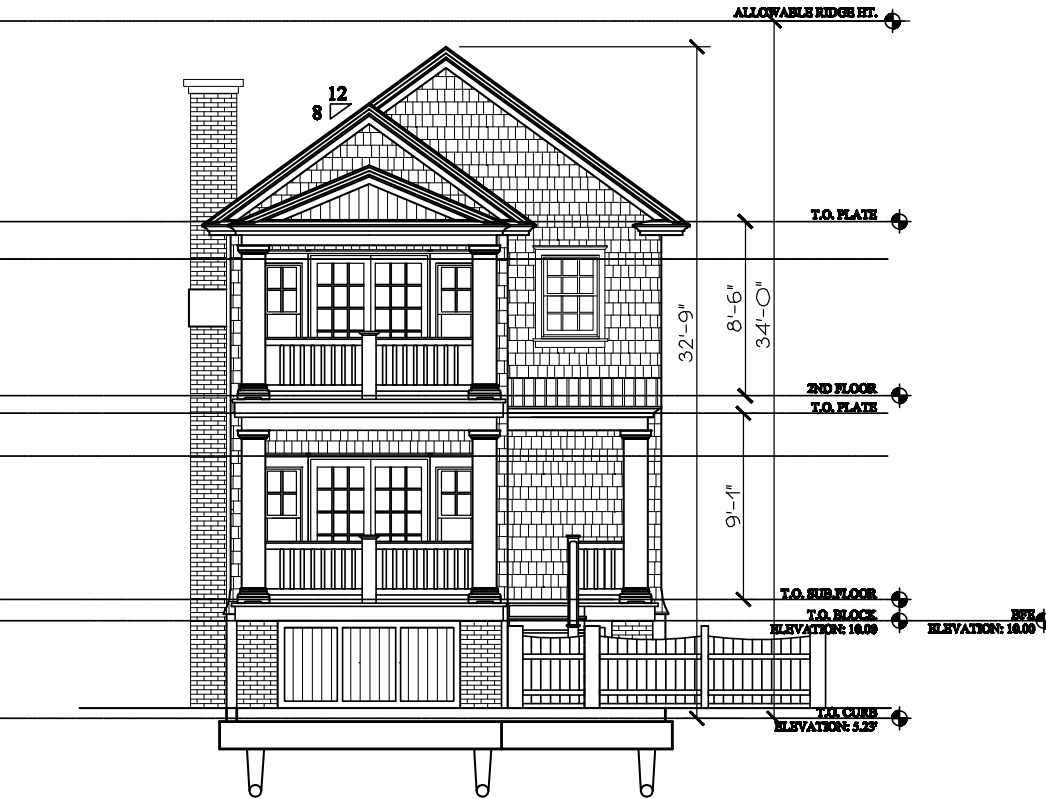 ALLOWABLE RIDGE HT.
12
8
T.O. PLATE
32'-9"
8'-6"
34'-0"
2ND FLOOR
T.O. PLATE
9'-1"
T.O. SUB.FLOOR
T.O. BLOCK
ELEVATION: 10.00
BFE
ELEVATION: 10.00
T.O. CURB
ELEVATION: 5.23'